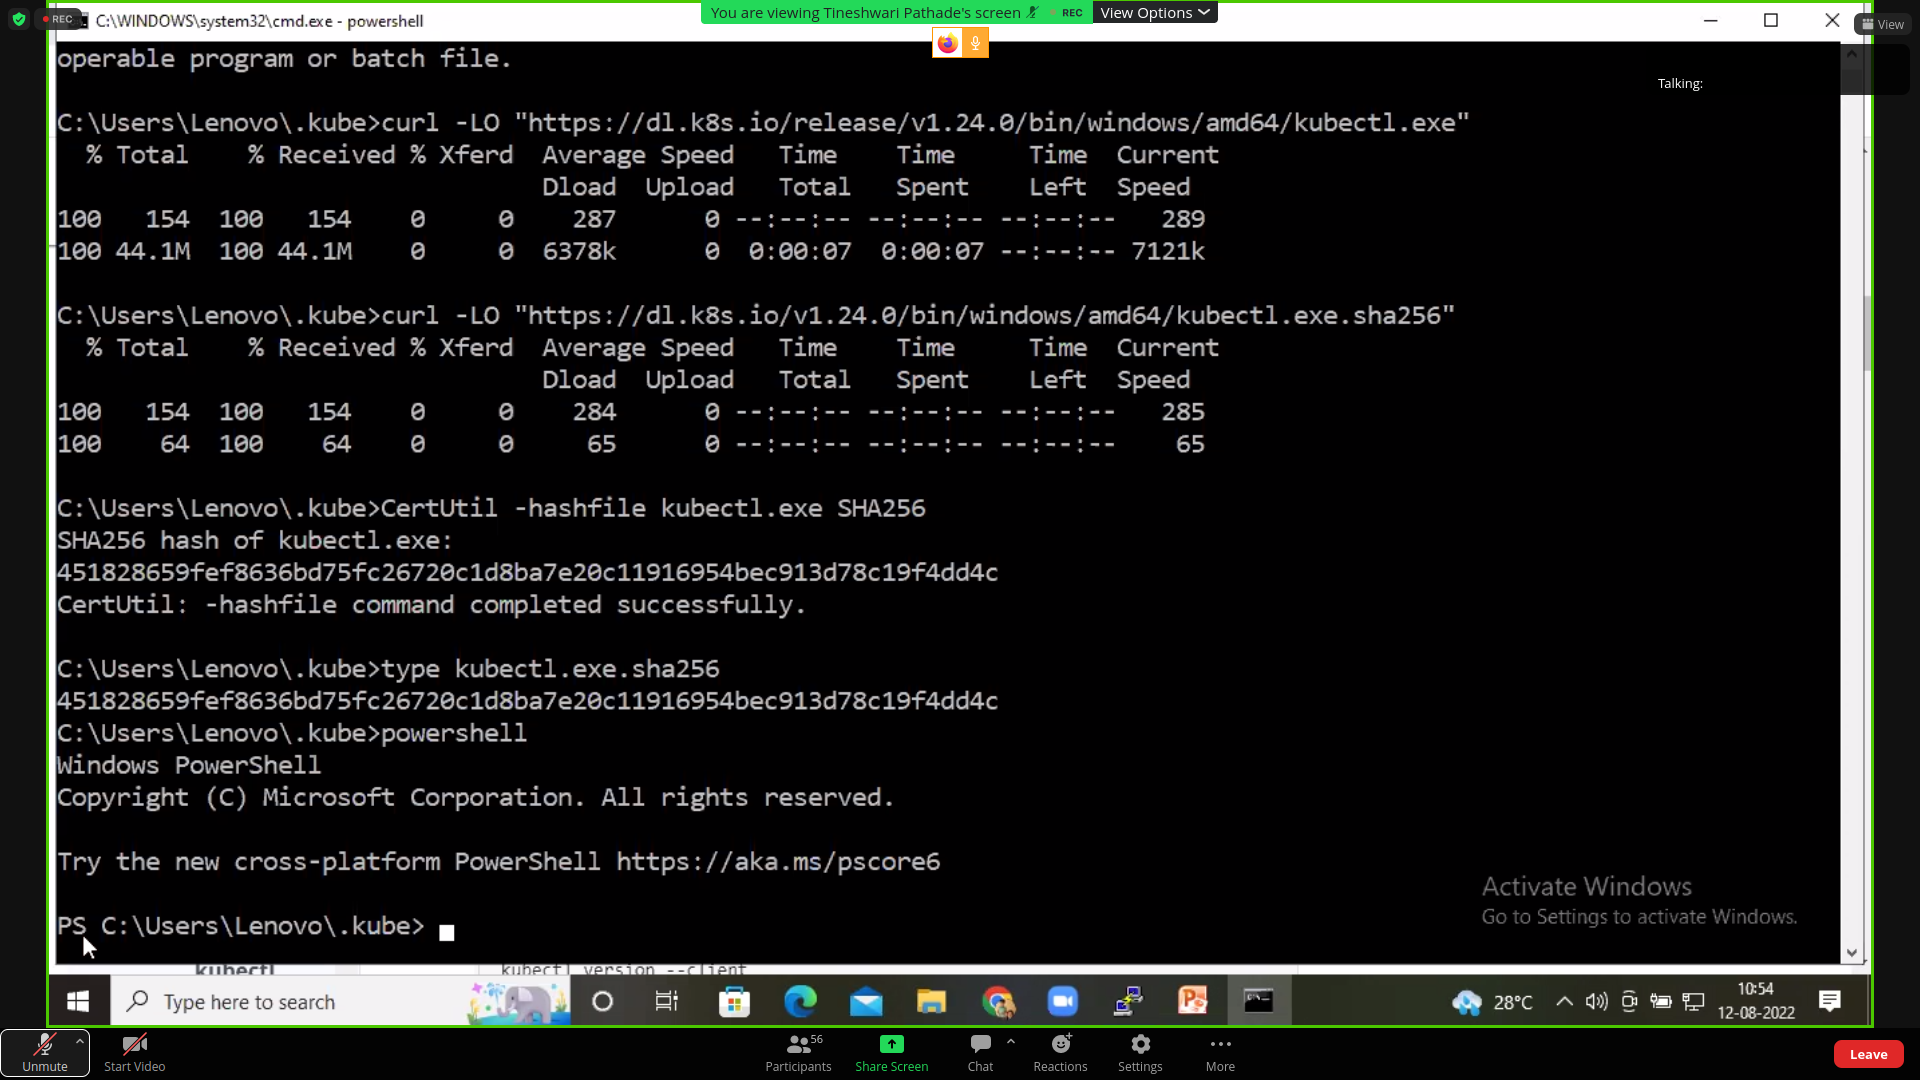 REC
C:\WINDOWS\system32\cmd.exe - powershell
You are viewing Tineshwari Pathade's screen
REC
View Options
View
Talking:
operable program or batch file.
C:\Users\Lenovo\.kube>curl -LO "https://dl.k8s.io/release/v1.24.0/bin/windows/amd64/kubectl.exe"
% Total % Received % Xferd Average Speed Time Time Time Current
Dload Upload Total Spent Left Speed
100 154 100 154 0 0 287 0 --:--:-- --:--:-- --:--:-- 289
100 44.1M 100 44.1M 0 0 6378k 0 0:00:07 0:00:07 --:--:-- 7121k
C:\Users\Lenovo\.kube>curl -LO "https://dl.k8s.io/v1.24.0/bin/windows/amd64/kubectl.exe.sha256"
% Total % Received % Xferd Average Speed Time Time Time Current
Dload Upload Total Spent Left Speed
100 154 100 154 0 0 284 0 --:--:-- --:--:-- --:--:-- 285
100 64 100 64 0 0 65 0 --:--:-- --:--:-- --:--:-- 65
C:\Users\Lenovo\.kube>CertUtil -hashfile kubectl.exe SHA256
SHA256 hash of kubectl.exe:
451828659fef8636bd75fc26720c1d8ba7e20c11916954bec913d78c19f4dd4c
CertUtil: -hashfile command completed successfully.
C:\Users\Lenovo\.kube>type kubectl.exe.sha256
451828659fef8636bd75fc26720c1d8ba7e20c11916954bec913d78c19f4dd4c
C:\Users\Lenovo\.kube>powershell
Windows PowerShell
Copyright (C) Microsoft Corporation. All rights reserved.
Try the new cross-platform PowerShell https://aka.ms/pscore6
PS C:\Users\Lenovo\.kube>
Activate Windows
Go to Settings to activate Windows.
kubectl
kubectl version --client
Type here to search
28°C
10:54
12-08-2022
Unmute
Start Video
Participants
56
Share Screen
Chat
Reactions
Settings
More
Leave